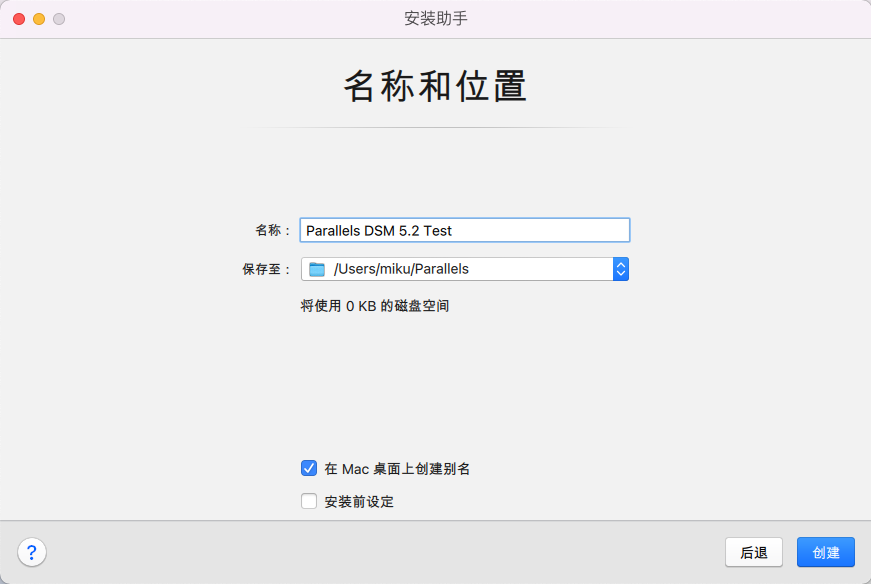 安装助手
名称和位置
名称： Parallels DSM 5.2 Test
保存至： /Users/miku/Parallels
将使用 0 KB 的磁盘空间
在 Mac 桌面上创建别名
安装前设定
? 后退 创建